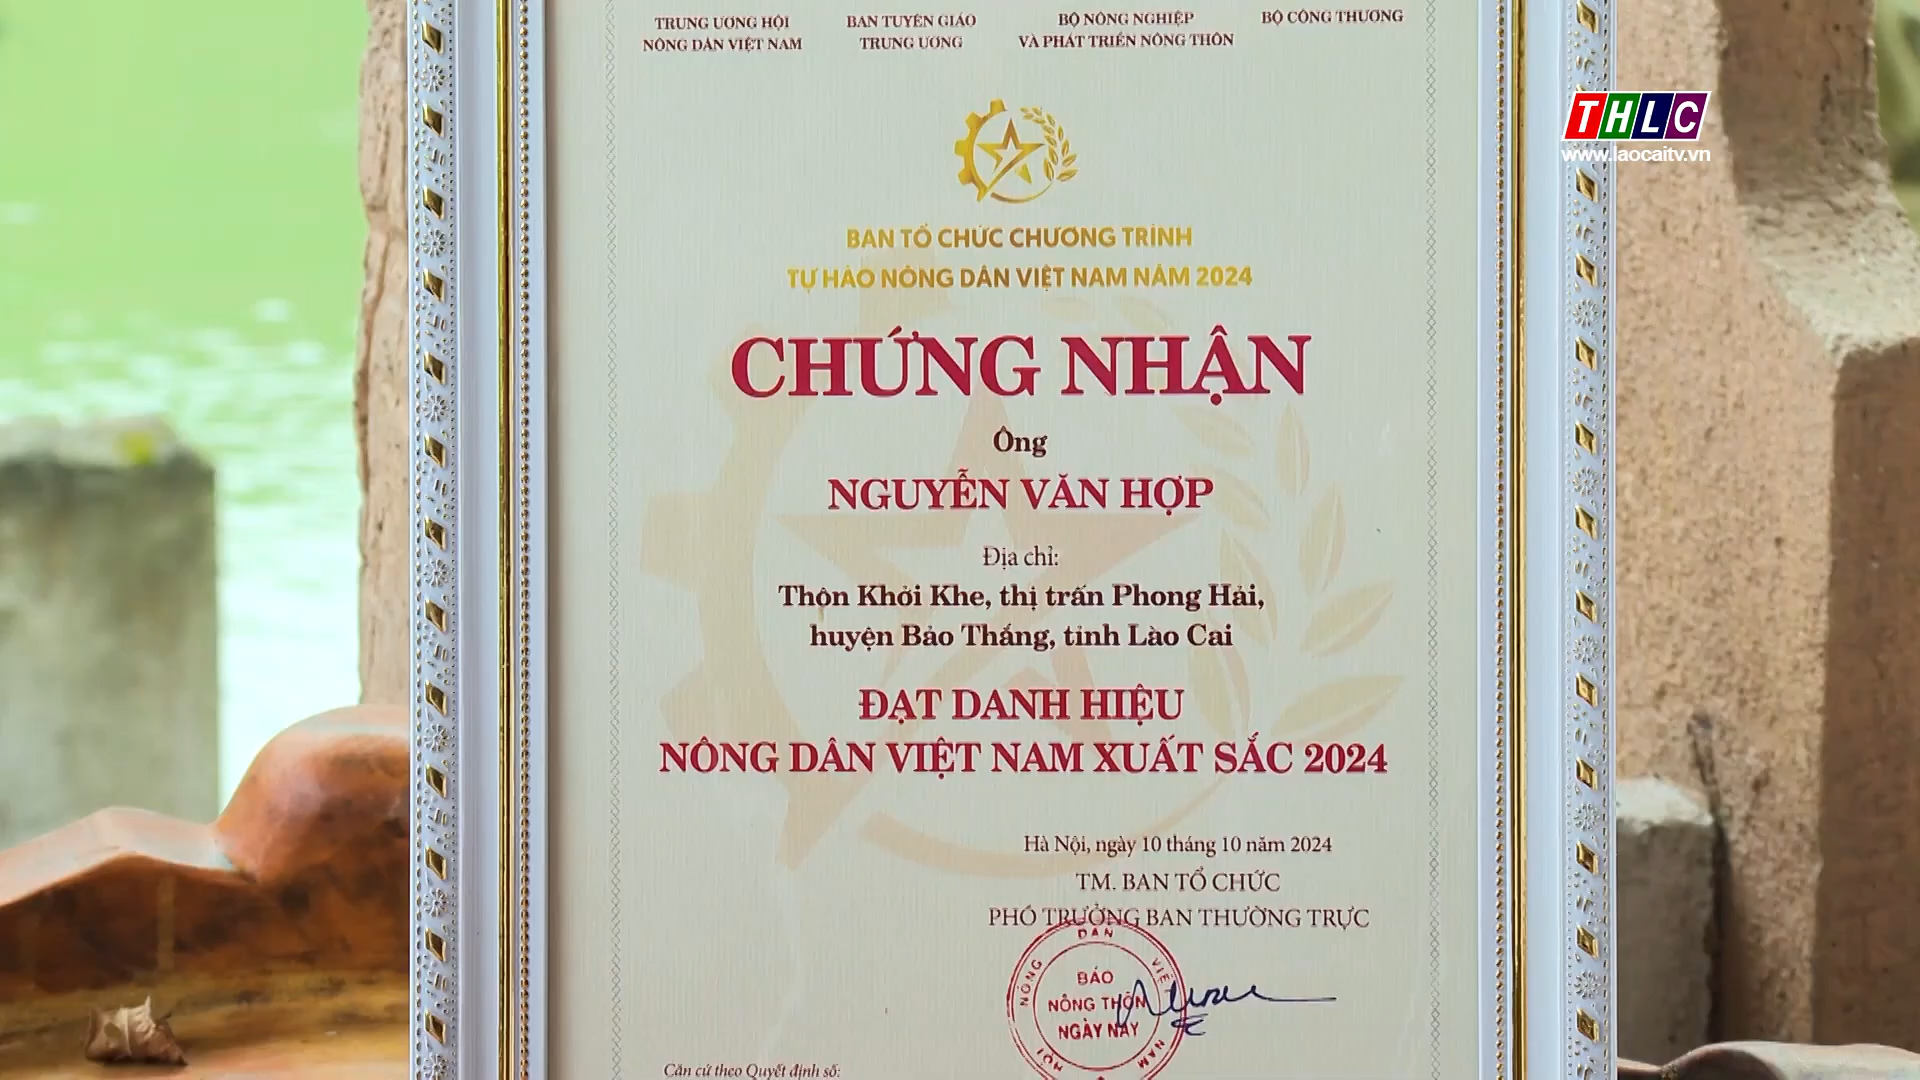 TRUNG ƯƠNG HỘI
NÔNG DÂN VIỆT NAM
BAN TUYÊN GIÁO
TRUNG ƯƠNG
BỘ NÔNG NGHIỆP
VÀ PHÁT TRIỂN NÔNG THÔN
BỘ CÔNG THƯƠNG
THLC
www.laocaitv.vn
BAN TỔ CHỨC CHƯƠNG TRÌNH
TỰ HÀO NÔNG DÂN VIỆT NAM NĂM 2024
CHỨNG NHẬN
Ông
NGUYỄN VĂN HỢP
Địa chỉ:
Thôn Khởi Khe, thị trấn Phong Hải,
huyện Bảo Thắng, tỉnh Lào Cai
ĐẠT DANH HIỆU
NÔNG DÂN VIỆT NAM XUẤT SẮC 2024
Hà Nội, ngày 10 tháng 10 năm 2024
TM. BAN TỔ CHỨC
PHÓ TRƯỞNG BAN THƯỜNG TRỰC
HỘI NÔNG DÂN VIỆT NAM
BÁO
NÔNG THÔN
NGÀY NAY
Căn cứ theo Quyết định số: